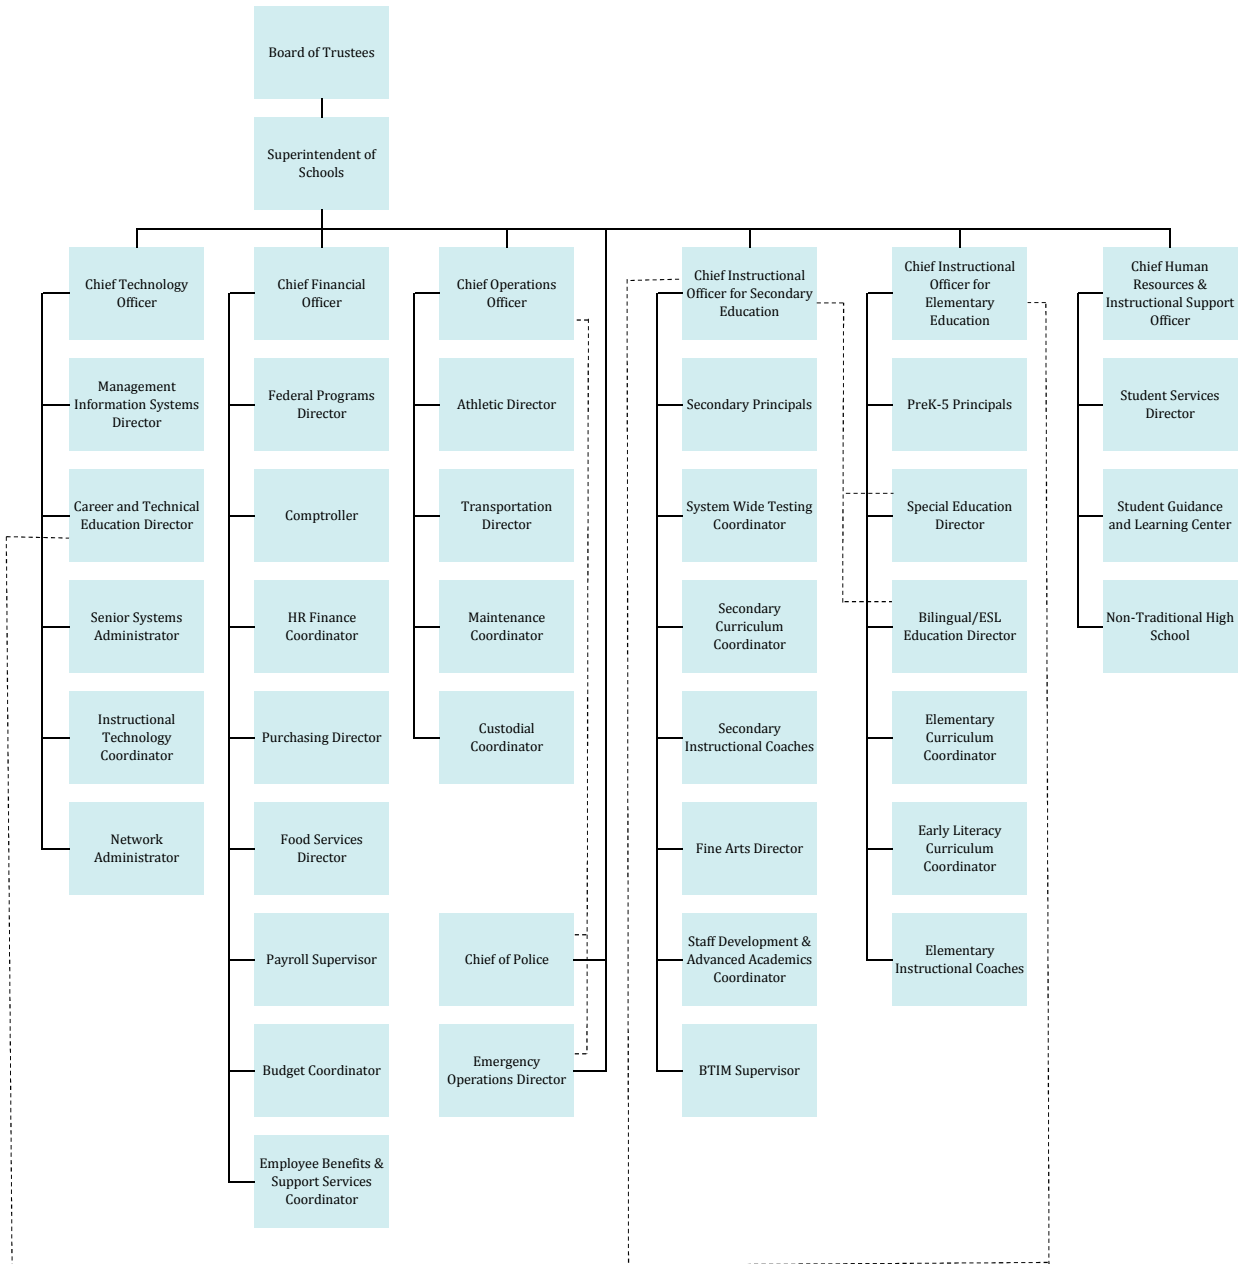 Board of Trustees
Superintendent of
Schools
Chief Technology
Officer
Management
Information Systems
Director
Career and Technical
Education Director
Senior Systems
Administrator
Instructional
Technology
Coordinator
Network
Administrator
Chief Financial
Officer
Federal Programs
Director
Comptroller
HR Finance
Coordinator
Purchasing Director
Food Services
Director
Payroll Supervisor
Budget Coordinator
Employee Benefits &
Support Services
Coordinator
Chief Operations
Officer
Athletic Director
Transportation
Director
Maintenance
Coordinator
Custodial
Coordinator
Chief of Police
Emergency
Operations Director
Chief Instructional
Officer for Secondary
Education
Secondary Principals
System Wide Testing
Coordinator
Secondary
Curriculum
Coordinator
Secondary
Instructional Coaches
Fine Arts Director
Staff Development &
Advanced Academics
Coordinator
BTIM Supervisor
Chief Instructional
Officer for
Elementary
Education
PreK-5 Principals
Special Education
Director
Bilingual/ESL
Education Director
Elementary
Curriculum
Coordinator
Early Literacy
Curriculum
Coordinator
Elementary
Instructional Coaches
Chief Human
Resources &
Instructional Support
Officer
Student Services
Director
Student Guidance
and Learning Center
Non-Traditional High
School